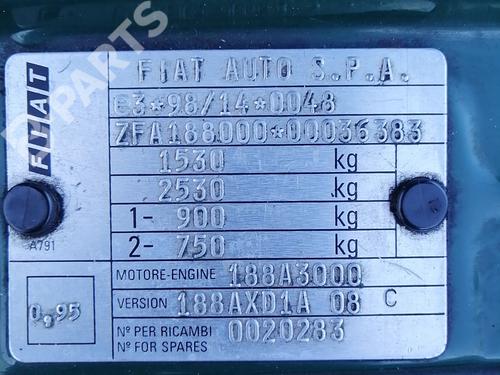 FIAT AUTO S.P.A.
e3*98/14*0048
ZFA188000*00036383
FIAT
1530 kg
2530 kg
1- 900 kg
2- 750 kg
A791
MOTORE-ENGINE 188A3000
VERSION 188AXD1A 08 C
0,95
Nº PER RICAMBI
Nº FOR SPARES
0020283
B PARTS